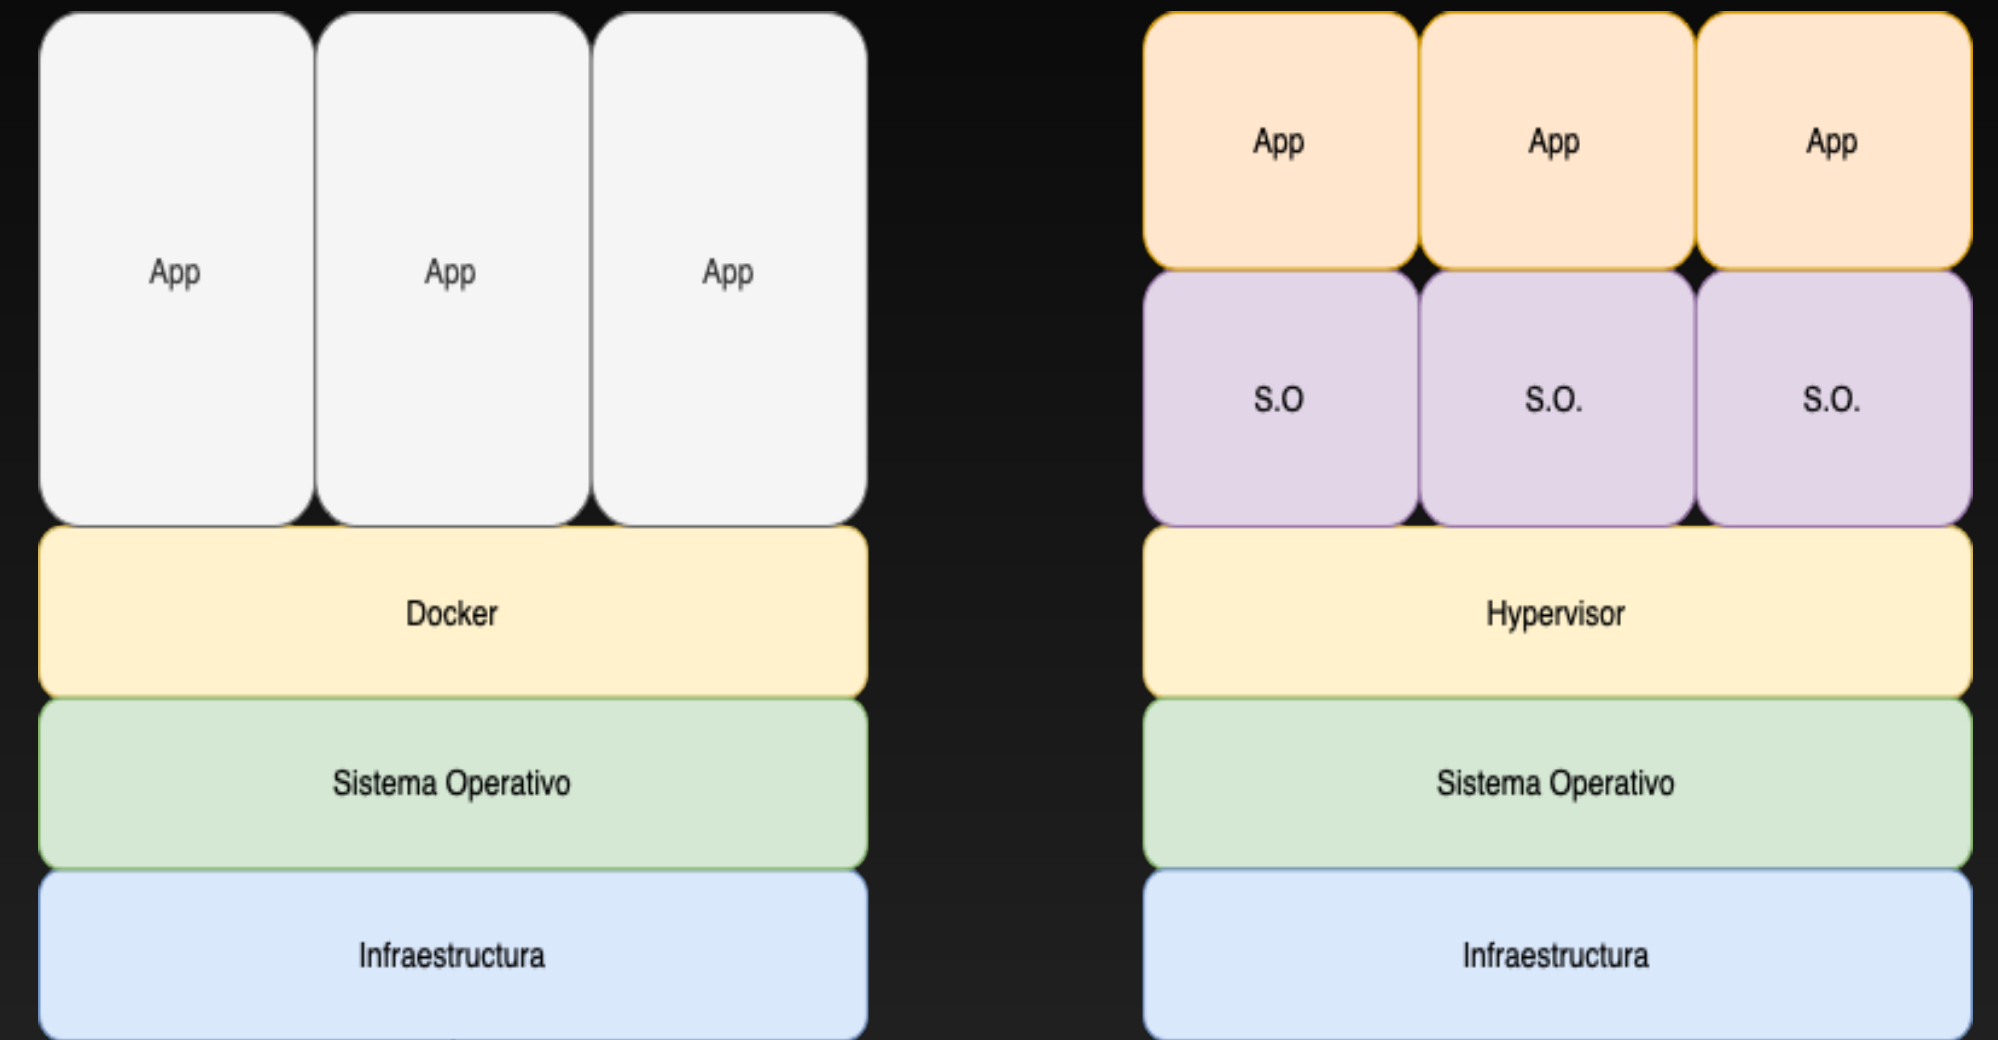 App
App
App
Docker
Sistema Operativo
Infraestructura
App
App
App
S.O
S.O.
S.O.
Hypervisor
Sistema Operativo
Infraestructura